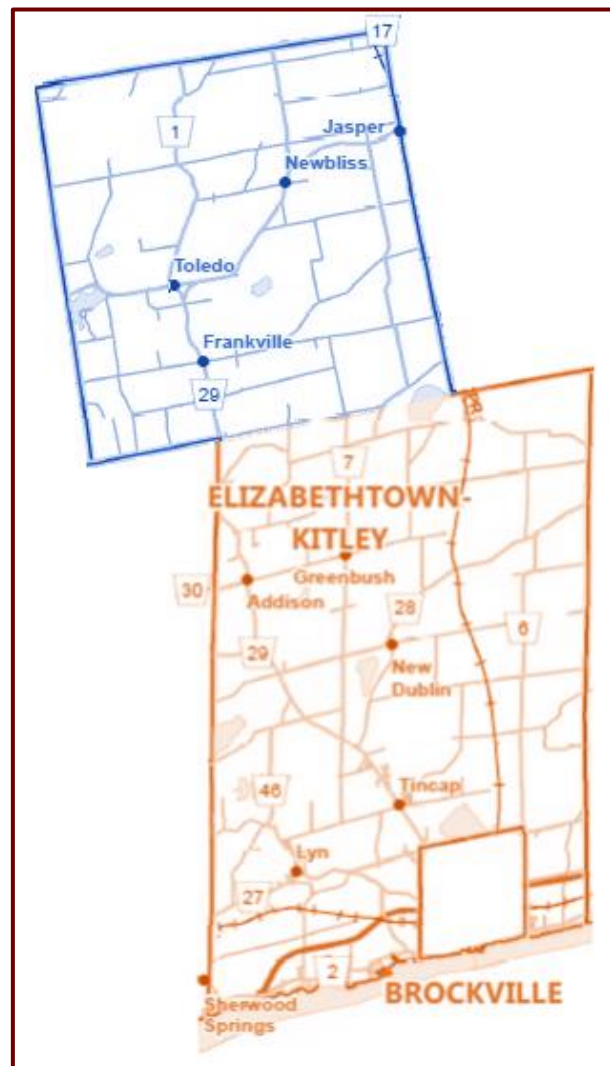 17
1
Jasper
Newbliss
Toledo
Frankville
29
7
ELIZABETHTOWN-
KITLEY
Greenbush
30
Addison
28
29
6
New
Dublin
46
Tincap
Lyn
27
2
Sherwood
Springs
BROCKVILLE